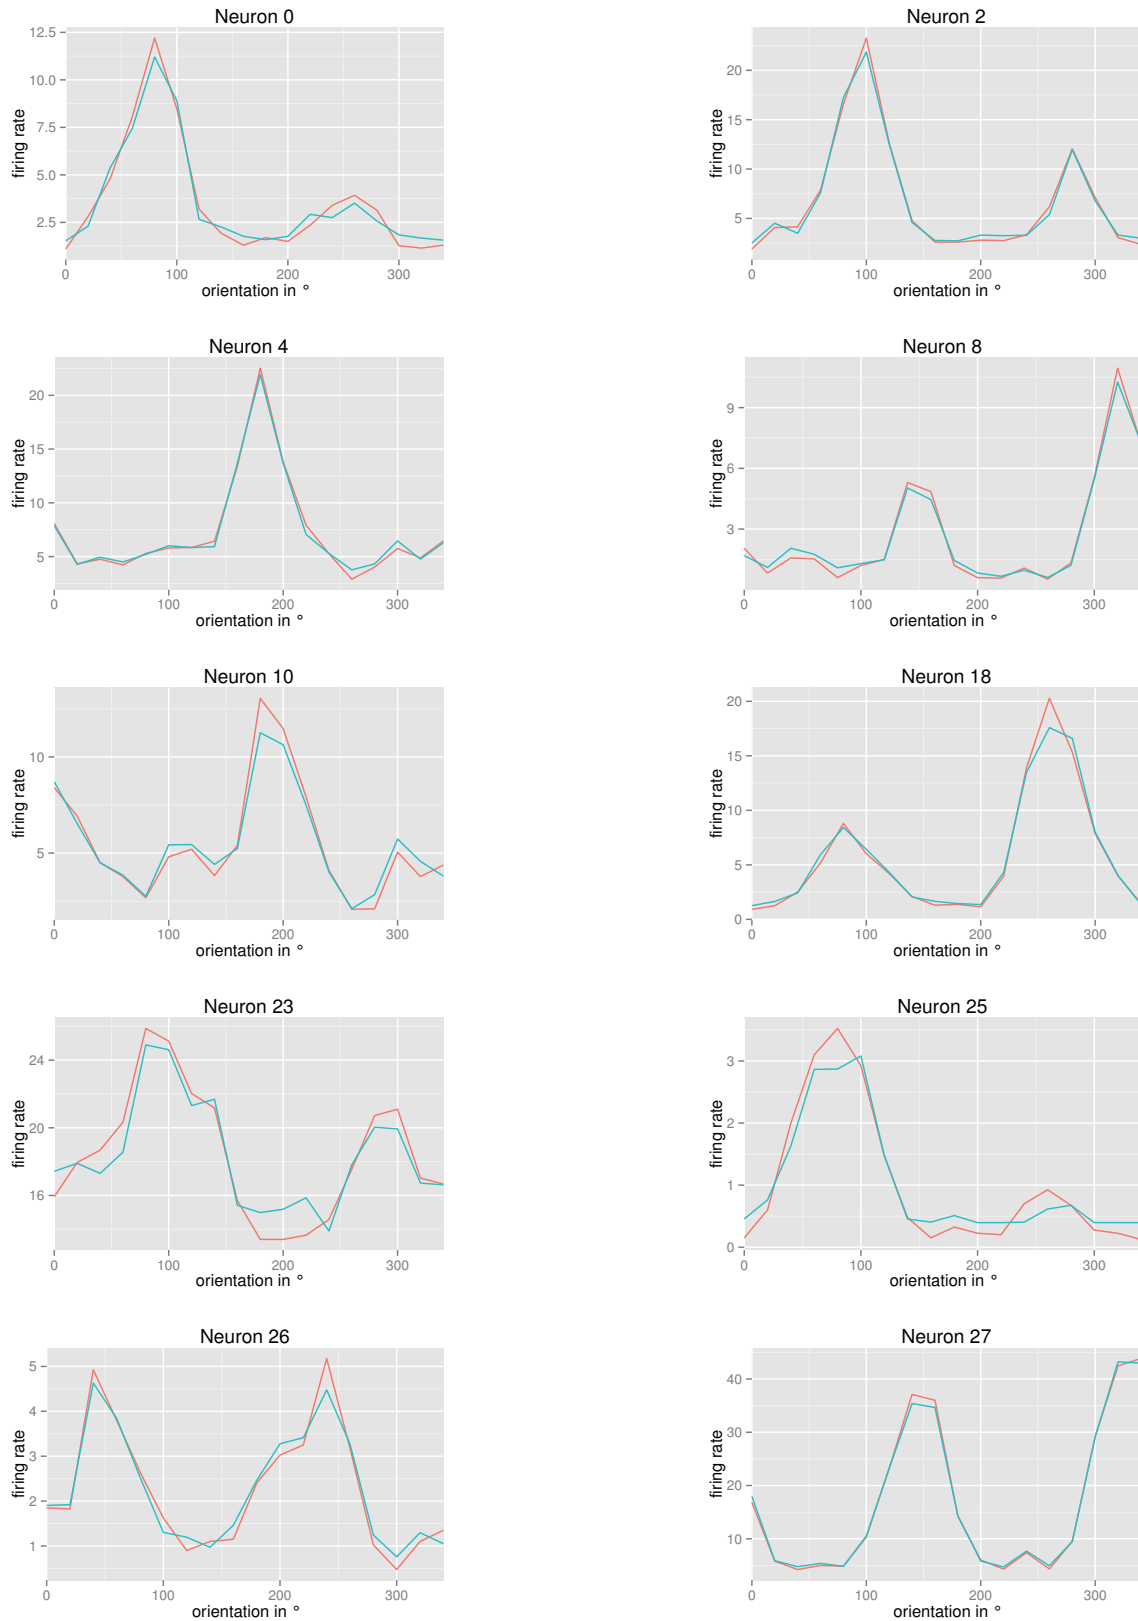 Neuron 0
12.5
10.0
7.5
5.0
2.5
firing rate
0 100 200 300
orientation in °
Neuron 2
20
15
10
5
firing rate
0 100 200 300
orientation in °
Neuron 4
20
15
10
5
firing rate
0 100 200 300
orientation in °
Neuron 8
9
6
3
firing rate
0 100 200 300
orientation in °
Neuron 10
10
5
firing rate
0 100 200 300
orientation in °
Neuron 18
20
15
10
5
0
firing rate
0 100 200 300
orientation in °
Neuron 23
24
20
16
firing rate
0 100 200 300
orientation in °
Neuron 25
3
2
1
0
firing rate
0 100 200 300
orientation in °
Neuron 26
5
4
3
2
1
firing rate
0 100 200 300
orientation in °
Neuron 27
40
30
20
10
firing rate
0 100 200 300
orientation in °